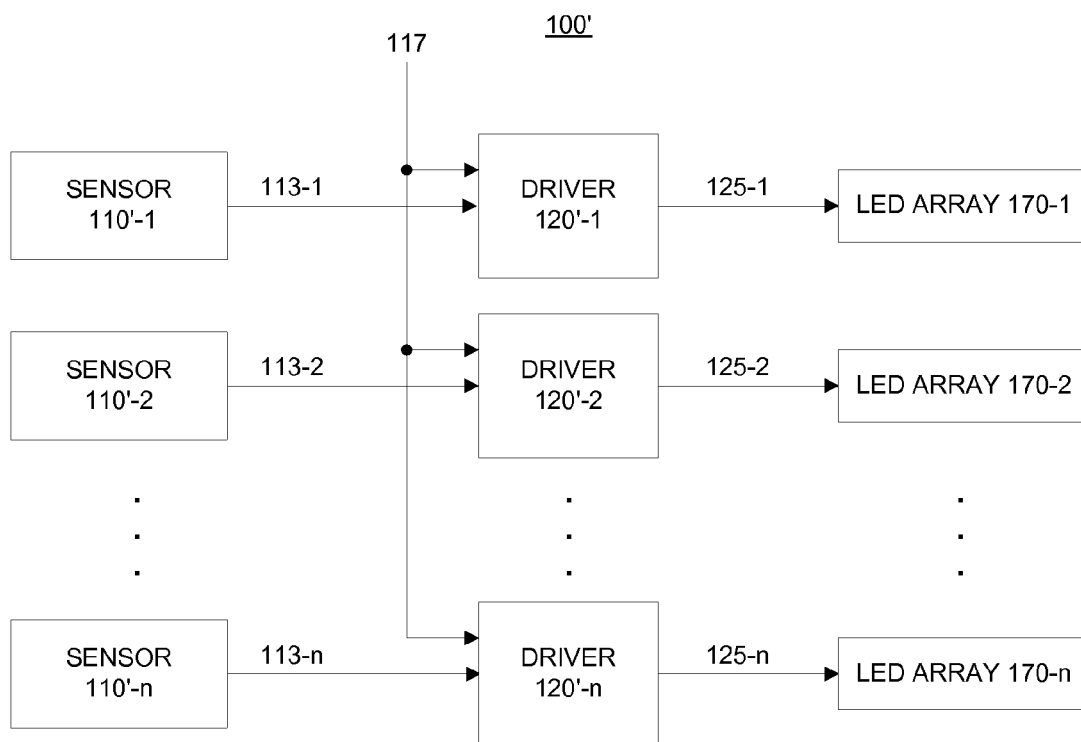 100'
117
SENSOR
110'-1
113-1
DRIVER
120'-1
125-1
LED ARRAY 170-1
SENSOR
110'-2
113-2
DRIVER
120'-2
125-2
LED ARRAY 170-2
SENSOR
110'-n
113-n
DRIVER
120'-n
125-n
LED ARRAY 170-n